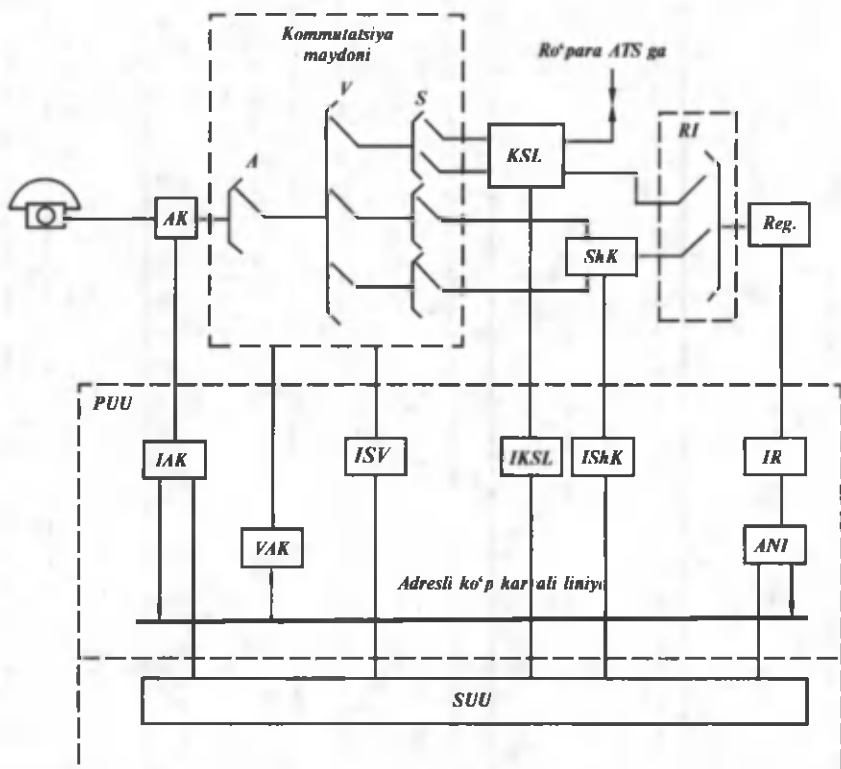 Kommutatsiya
maydoni
Ro‘para ATS ga
V
S
A
RI
KSL
AK
ShK
Reg.
PUU
IAK
ISV
IKSL
IShK
IR
VAK
ANI
Adresli ko‘p karrali liniya
SUU